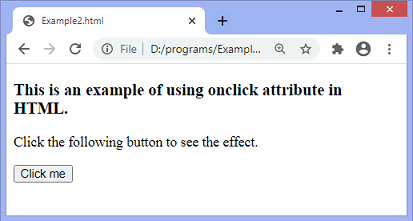 Example2.html
File | D:/programs/Exampl...
This is an example of using onclick attribute in
HTML.
Click the following button to see the effect.
Click me